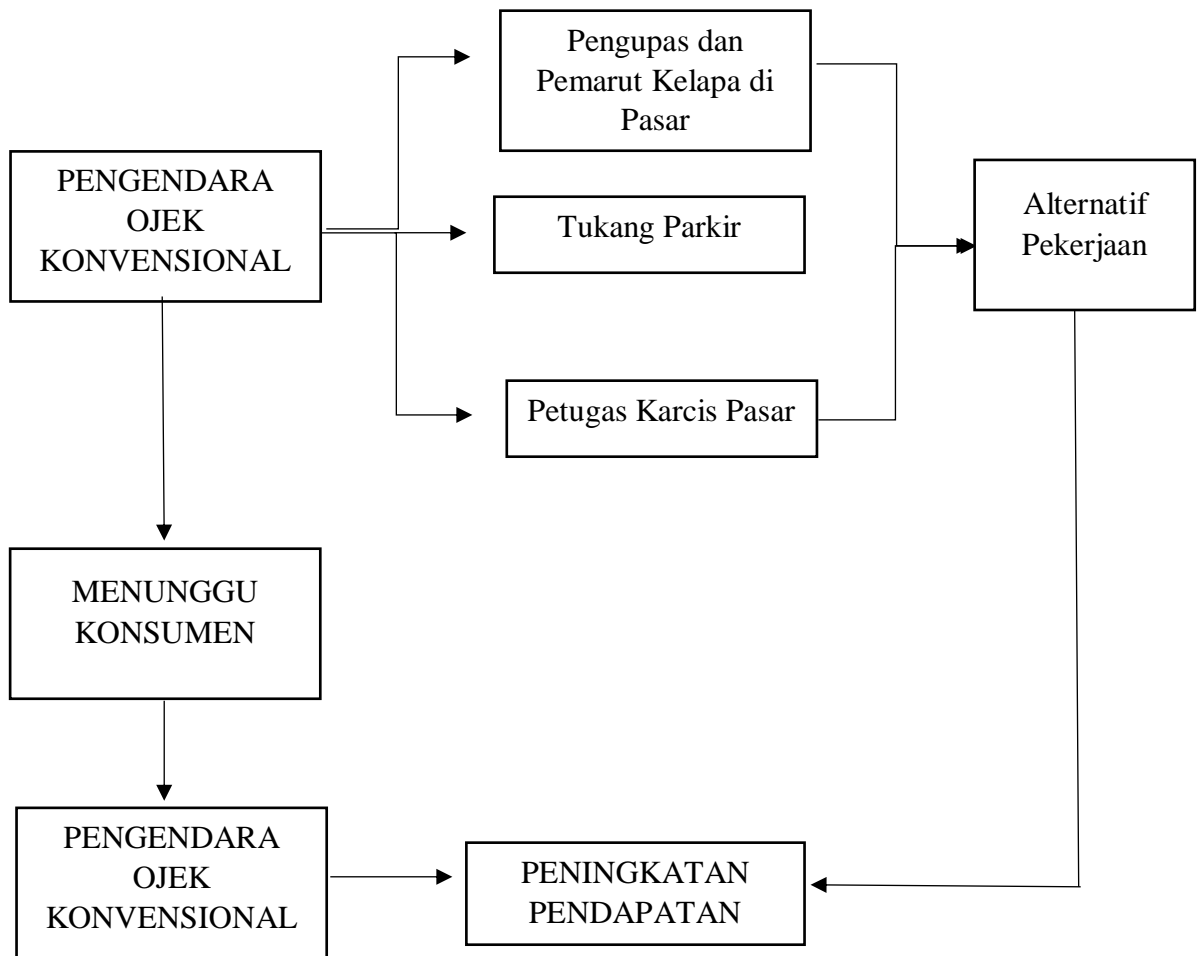 Pengupas dan
Pemarut Kelapa di
Pasar
PENGENDARA
OJEK
KONVENSIONAL
Tukang Parkir
Alternatif
Pekerjaan
Petugas Karcis Pasar
MENUNGGU
KONSUMEN
PENGENDARA
OJEK
KONVENSIONAL
PENINGKATAN
PENDAPATAN